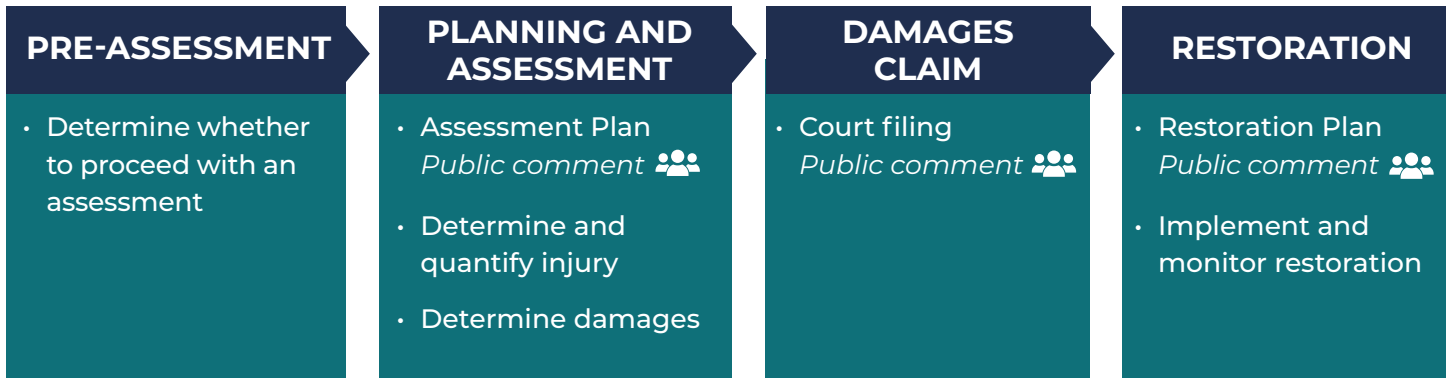 PRE-ASSESSMENT
• Determine whether
to proceed with an
assessment
PLANNING AND
ASSESSMENT
• Assessment Plan
Public comment
• Determine and
quantify injury
• Determine damages
DAMAGES
CLAIM
• Court filing
Public comment
RESTORATION
• Restoration Plan
Public comment
• Implement and
monitor restoration